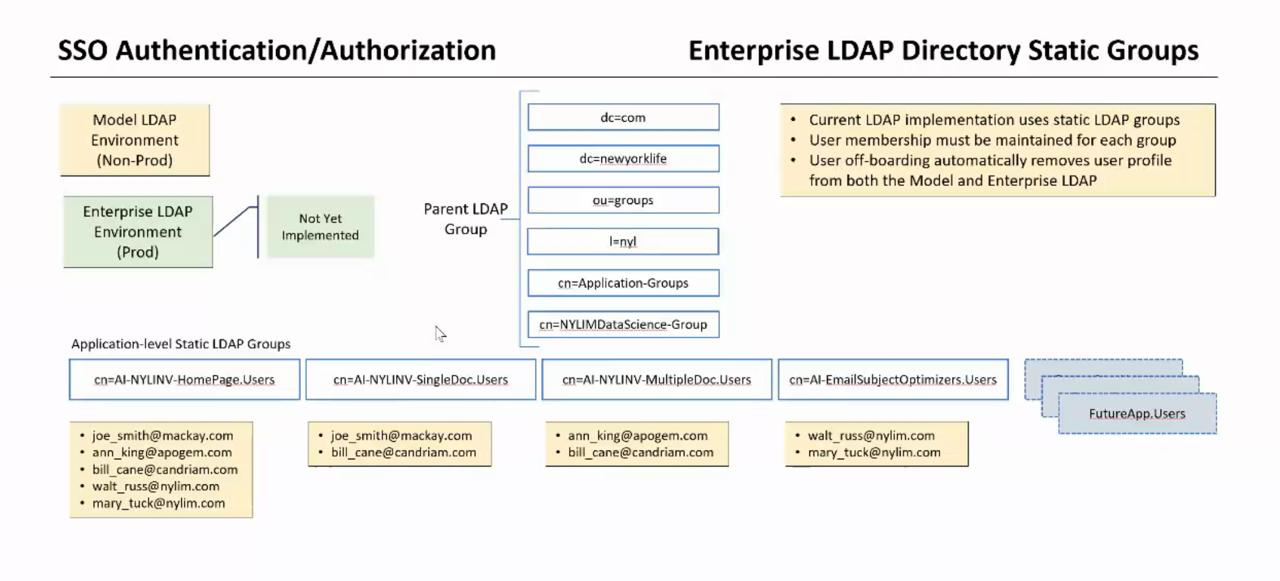 SSO Authentication/Authorization
Enterprise LDAP Directory Static Groups
Model LDAP
Environment
(Non-Prod)
Enterprise LDAP
Environment
(Prod)
Not Yet
Implemented
Parent LDAP
Group
dc=com
dc=newyorklife
ou=groups
l=nyl
cn=Application-Groups
cn=NYLIMDataScience-Group
• Current LDAP implementation uses static LDAP groups
• User membership must be maintained for each group
• User off-boarding automatically removes user profile
from both the Model and Enterprise LDAP
Application-level Static LDAP Groups
cn=AI-NYLINV-HomePage.Users
cn=AI-NYLINV-SingleDoc.Users
cn=AI-NYLINV-MultipleDoc.Users
cn=AI-EmailSubjectOptimizers.Users
FutureApp.Users
• joe_smith@mackay.com
• ann_king@apogem.com
• bill_cane@candriam.com
• walt_russ@nylim.com
• mary_tuck@nylim.com
• joe_smith@mackay.com
• bill_cane@candriam.com
• ann_king@apogem.com
• bill_cane@candriam.com
• walt_russ@nylim.com
• mary_tuck@nylim.com